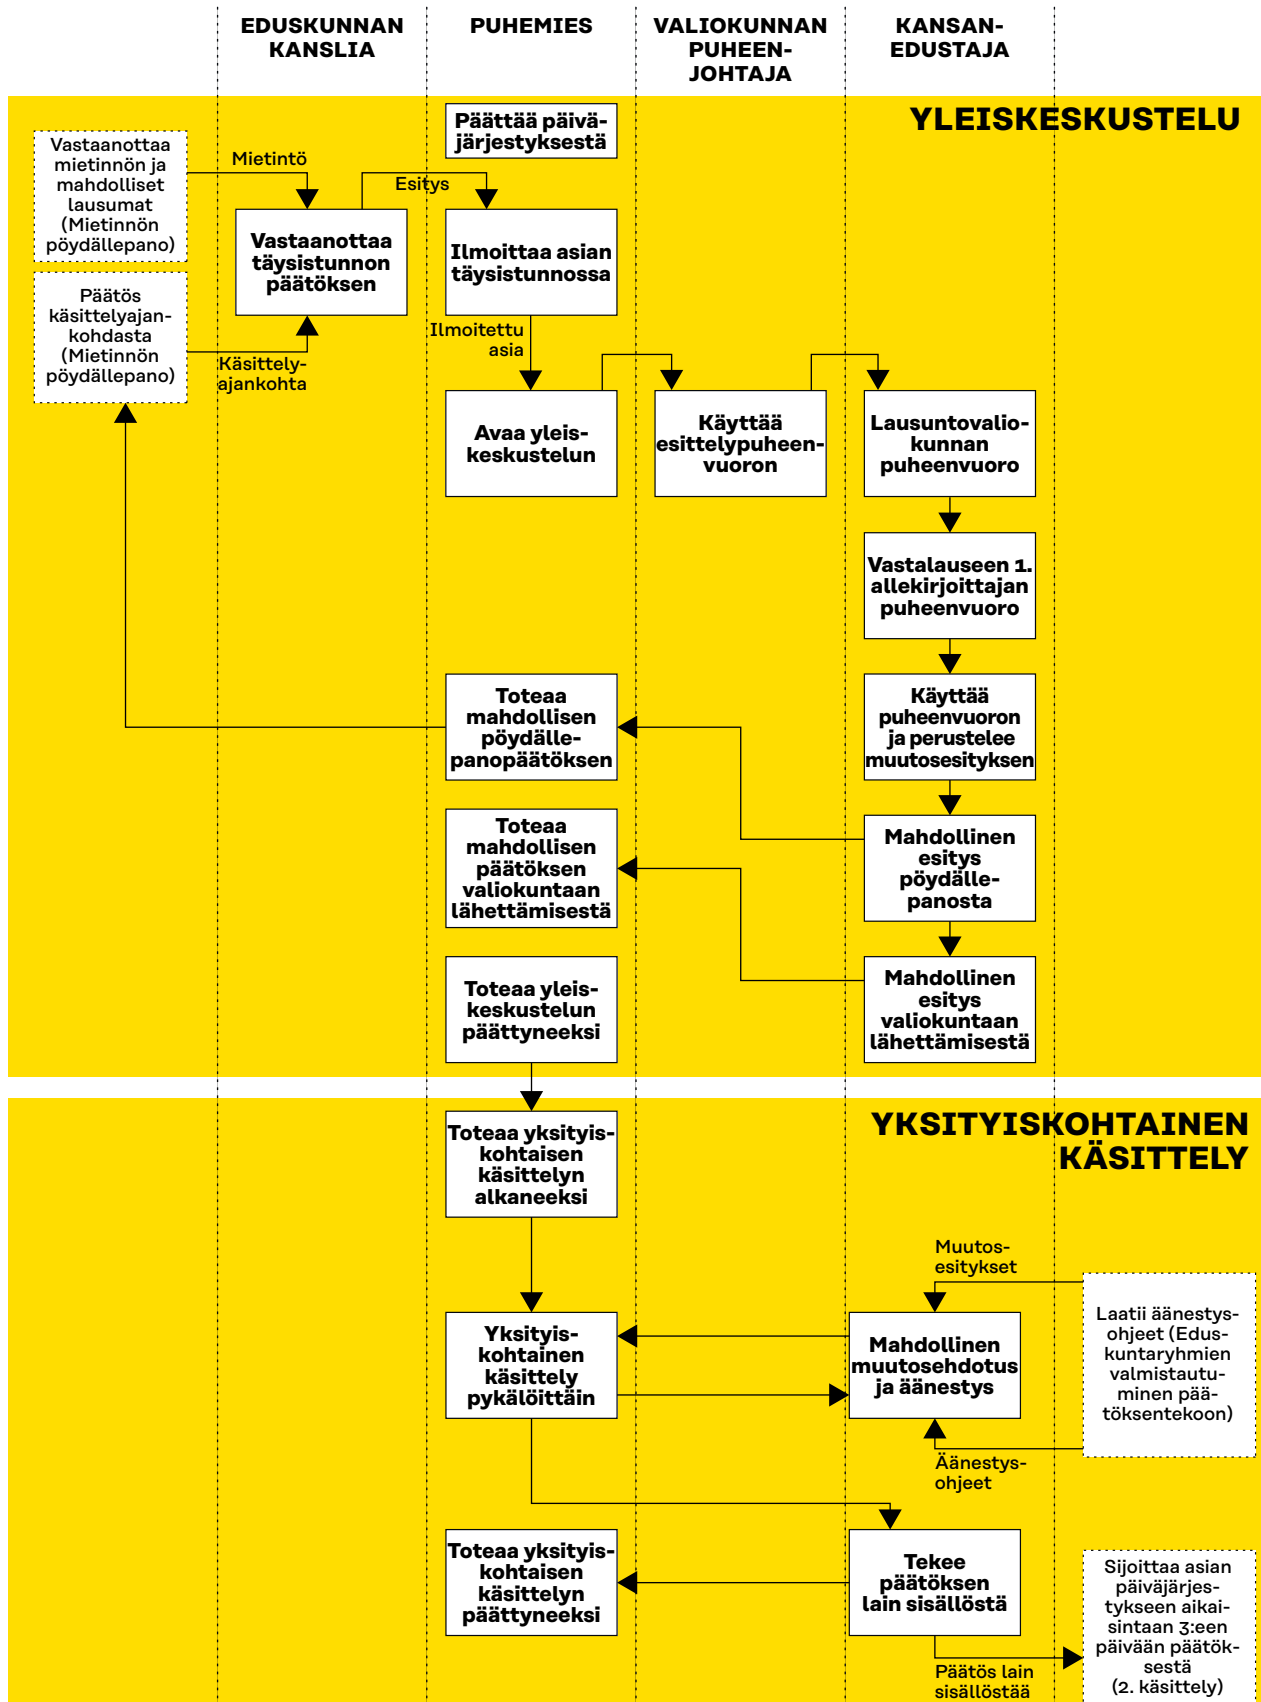 EDUSKUNNAN
KANSLIA
PUHEMIES
VALIOKUNNAN
PUHEEN-
JOHTAJA
KANSAN-
EDUSTAJA
YLEISKESKUSTELU
Päättää päivä-
järjestyksestä
Vastaanottaa
mietinnön ja
mahdolliset
lausumat
(Mietinnön
pöydällepano)
Mietintö
Esitys
Vastaanottaa
täysistunnon
päätöksen
Ilmoittaa asian
täysistunnossa
Päätös
käsittelyajan-
kohdasta
(Mietinnön
pöydällepano)
Käsittely-
ajankohta
Ilmoitettu
asia
Avaa yleis-
keskustelun
Käyttää
esittelypuheen-
vuoron
Lausuntovalio-
kunnan
puheenvuoro
Vastalauseen 1.
allekirjoittajan
puheenvuoro
Toteaa
mahdollisen
pöydälle-
panopäätöksen
Käyttää
puheenvuoron
ja perustelee
muutosesityksen
Toteaa
mahdollisen
päätöksen
valiokuntaan
lähettämisestä
Mahdollinen
esitys
pöydälle-
panosta
Toteaa yleis-
keskustelun
päättyneeksi
Mahdollinen
esitys
valiokuntaan
lähettämisestä
YKSITYISKOHTAINEN
KÄSITTELY
Toteaa yksityis-
kohtaisen
käsittelyn
alkaneeksi
Muutos-
esitykset
Yksityis-
kohtainen
käsittely
pykälöittäin
Mahdollinen
muutosehdotus
ja äänestys
Laatii äänestys-
ohjeet (Edus-
kuntaryhmien
valmistautu-
minen pää-
töksentekoon)
Äänestys-
ohjeet
Toteaa yksityis-
kohtaisen
käsittelyn
päättyneeksi
Tekee
päätöksen
lain sisällöstä
Sijoittaa asian
päiväjärjes-
tykseen aikai-
sintaan 3:een
päivään päätök-
sestä
(2. käsittely)
Päätös lain
sisällöstää